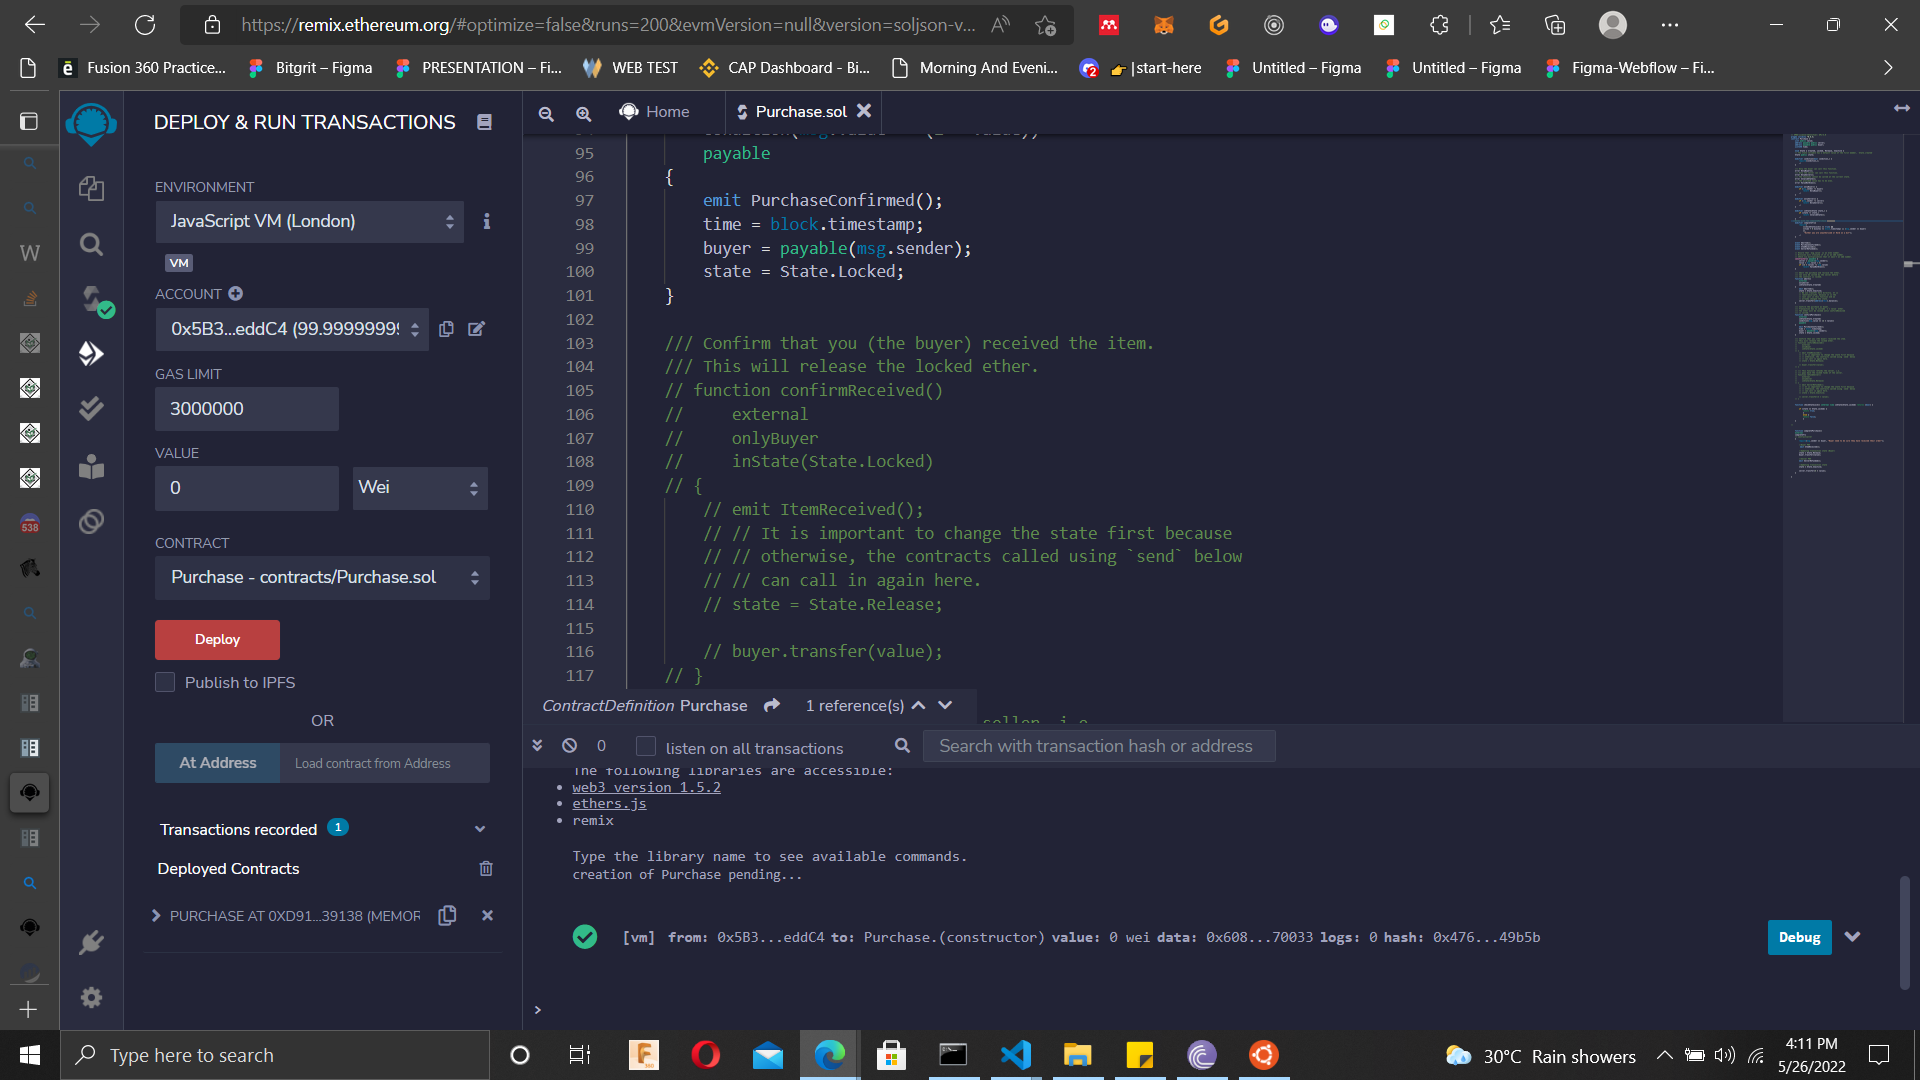 https://remix.ethereum.org/#optimize=false&runs=200&evmVersion=null&version=soljson-v...
Fusion 360 Practice...
Bitgrit – Figma
PRESENTATION – Fi...
WEB TEST
CAP Dashboard - Bi...
Morning And Eveni...
|start-here
Untitled – Figma
Untitled – Figma
Figma-Webflow – Fi...
DEPLOY & RUN TRANSACTIONS
ENVIRONMENT
JavaScript VM (London)
VM
ACCOUNT
0x5B3...eddC4 (99.99999999
GAS LIMIT
3000000
VALUE
0
Wei
CONTRACT
Purchase - contracts/Purchase.sol
Deploy
Publish to IPFS
OR
At Address
Load contract from Address
Transactions recorded 1
Deployed Contracts
PURCHASE AT 0XD91...39138 (MEMOR
Home
Purchase.sol
95 payable
96 {
97 emit PurchaseConfirmed();
98 time = block.timestamp;
99 buyer = payable(msg.sender);
100 state = State.Locked;
101 }
102
103 /// Confirm that you (the buyer) received the item.
104 /// This will release the locked ether.
105 // function confirmReceived()
106 // external
107 // onlyBuyer
108 // inState(State.Locked)
109 // {
110 // emit ItemReceived();
111 // // It is important to change the state first because
112 // // otherwise, the contracts called using `send` below
113 // // can call in again here.
114 // state = State.Release;
115
116 // buyer.transfer(value);
117 // }
ContractDefinition Purchase 1 reference(s)
0
listen on all transactions
Search with transaction hash or address
The following libraries are accessible:
• web3 version 1.5.2
• ethers.js
• remix
Type the library name to see available commands.
creation of Purchase pending...
[vm] from: 0x5B3...eddC4 to: Purchase.(constructor) value: 0 wei data: 0x608...70033 logs: 0 hash: 0x476...49b5b
Debug
>
Type here to search
30°C Rain showers
4:11 PM
5/26/2022